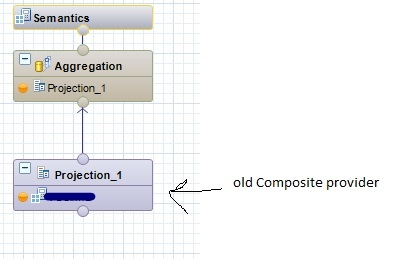 Semantics
Aggregation
Projection_1
Projection_1
old Composite provider